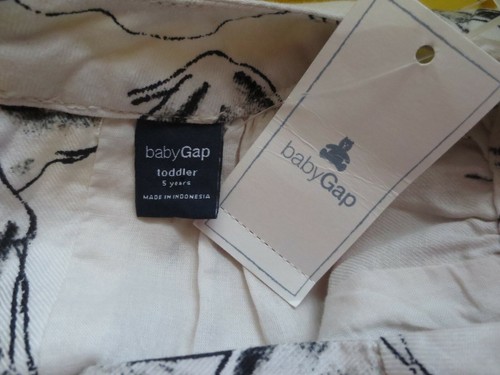 babyGap
toddler
5 years
MADE IN INDONESIA
babyGap